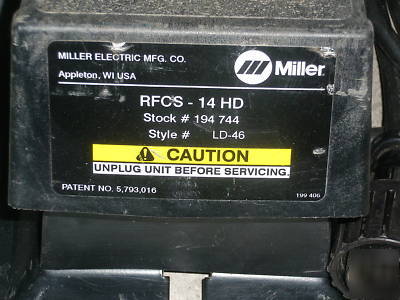 MILLER ELECTRIC MFG. CO.
Appleton, WI USA
Miller
RFCS - 14 HD
Stock # 194 744
Style # LD-46
CAUTION
UNPLUG UNIT BEFORE SERVICING.
PATENT NO. 5,793,016
199 406